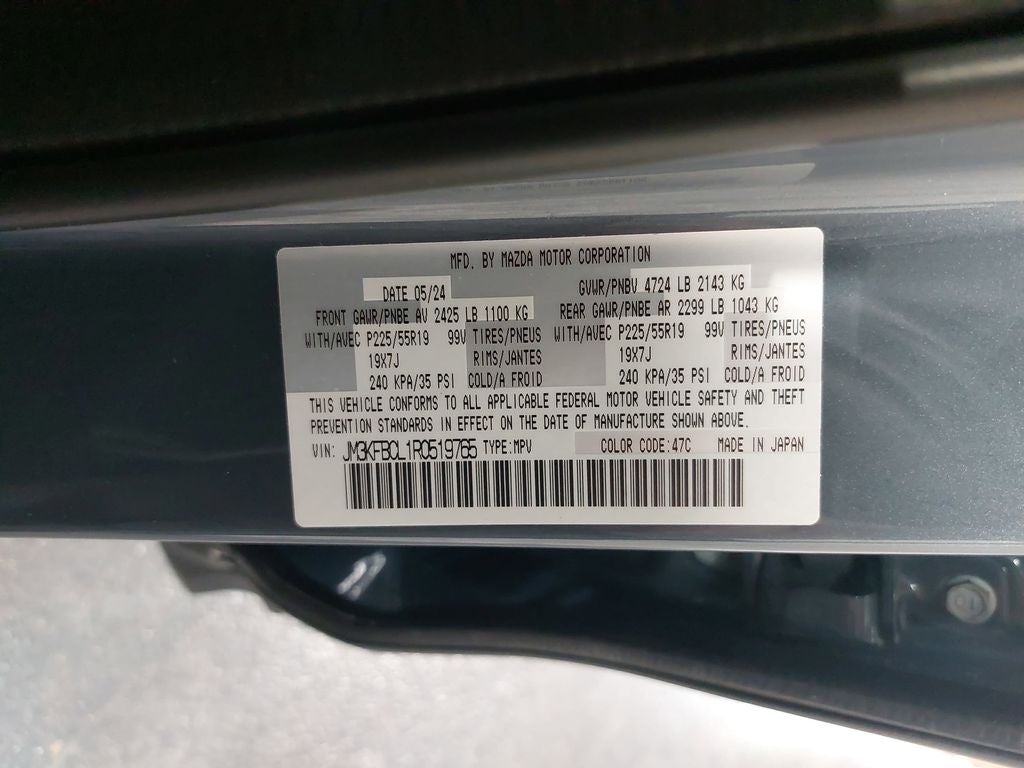 MFD. BY MAZDA MOTOR CORPORATION
DATE 05/24 GVWR/PNBV 4724 LB 2143 KG
FRONT GAWR/PNBE AV 2425 LB 1100 KG REAR GAWR/PNBE AR 2299 LB 1043 KG
WITH/AVEC P225/55R19 99V TIRES/PNEUS WITH/AVEC P225/55R19 99V TIRES/PNEUS
19X7J RIMS/JANTES 19X7J RIMS/JANTES
240 KPA/35 PSI COLD/A FROID 240 KPA/35 PSI COLD/A FROID
THIS VEHICLE CONFORMS TO ALL APPLICABLE FEDERAL MOTOR VEHICLE SAFETY AND THEFT
PREVENTION STANDARDS IN EFFECT ON THE DATE OF MANUFACTURE SHOWN ABOVE.
VIN: JM3KFBCL1R0519765 TYPE:MPV COLOR CODE:47C MADE IN JAPAN